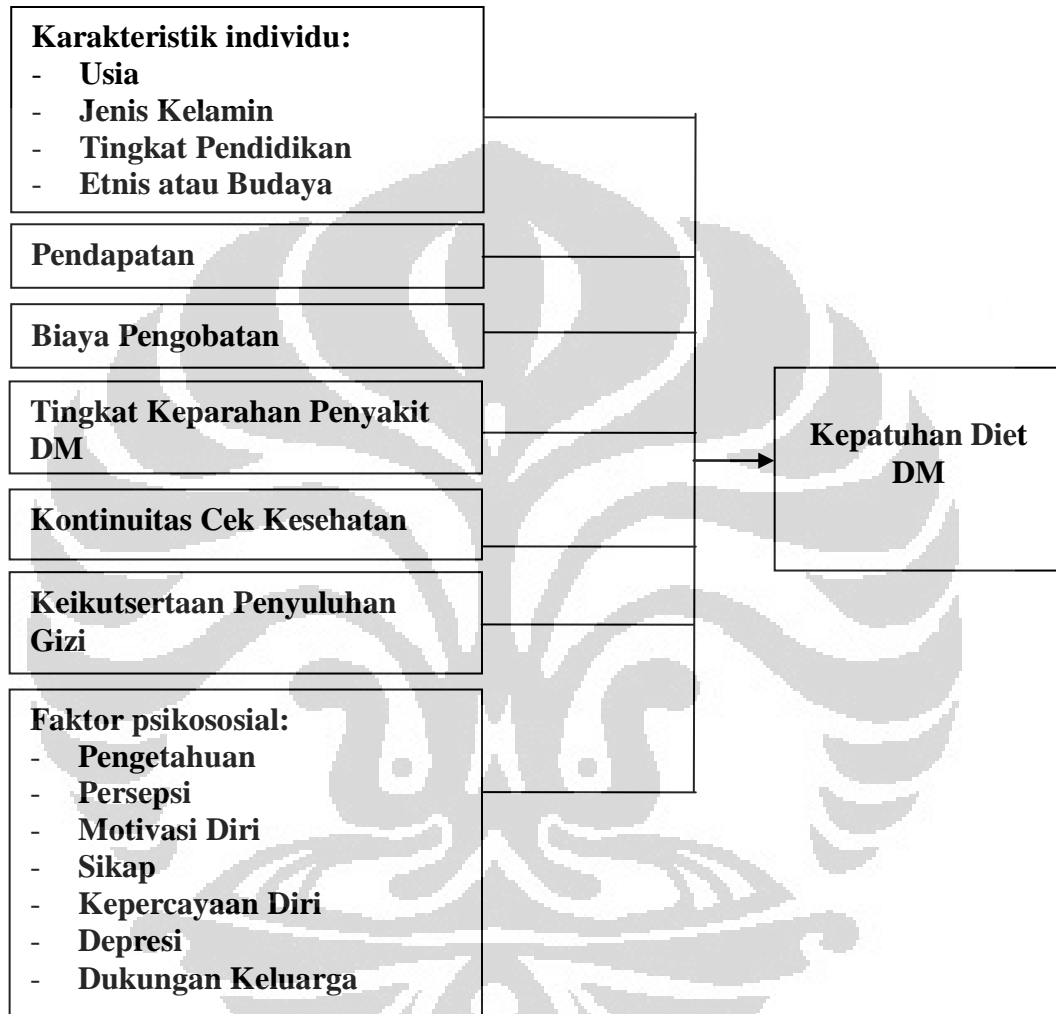 Karakteristik individu:
- Usia
- Jenis Kelamin
- Tingkat Pendidikan
- Etnis atau Budaya
Pendapatan
Biaya Pengobatan
Tingkat Keparahan Penyakit
DM
Kontinuitas Cek Kesehatan
Keikutsertaan Penyuluhan
Gizi
Faktor psikososial:
- Pengetahuan
- Persepsi
- Motivasi Diri
- Sikap
- Kepercayaan Diri
- Depresi
- Dukungan Keluarga
Kepatuhan Diet
DM